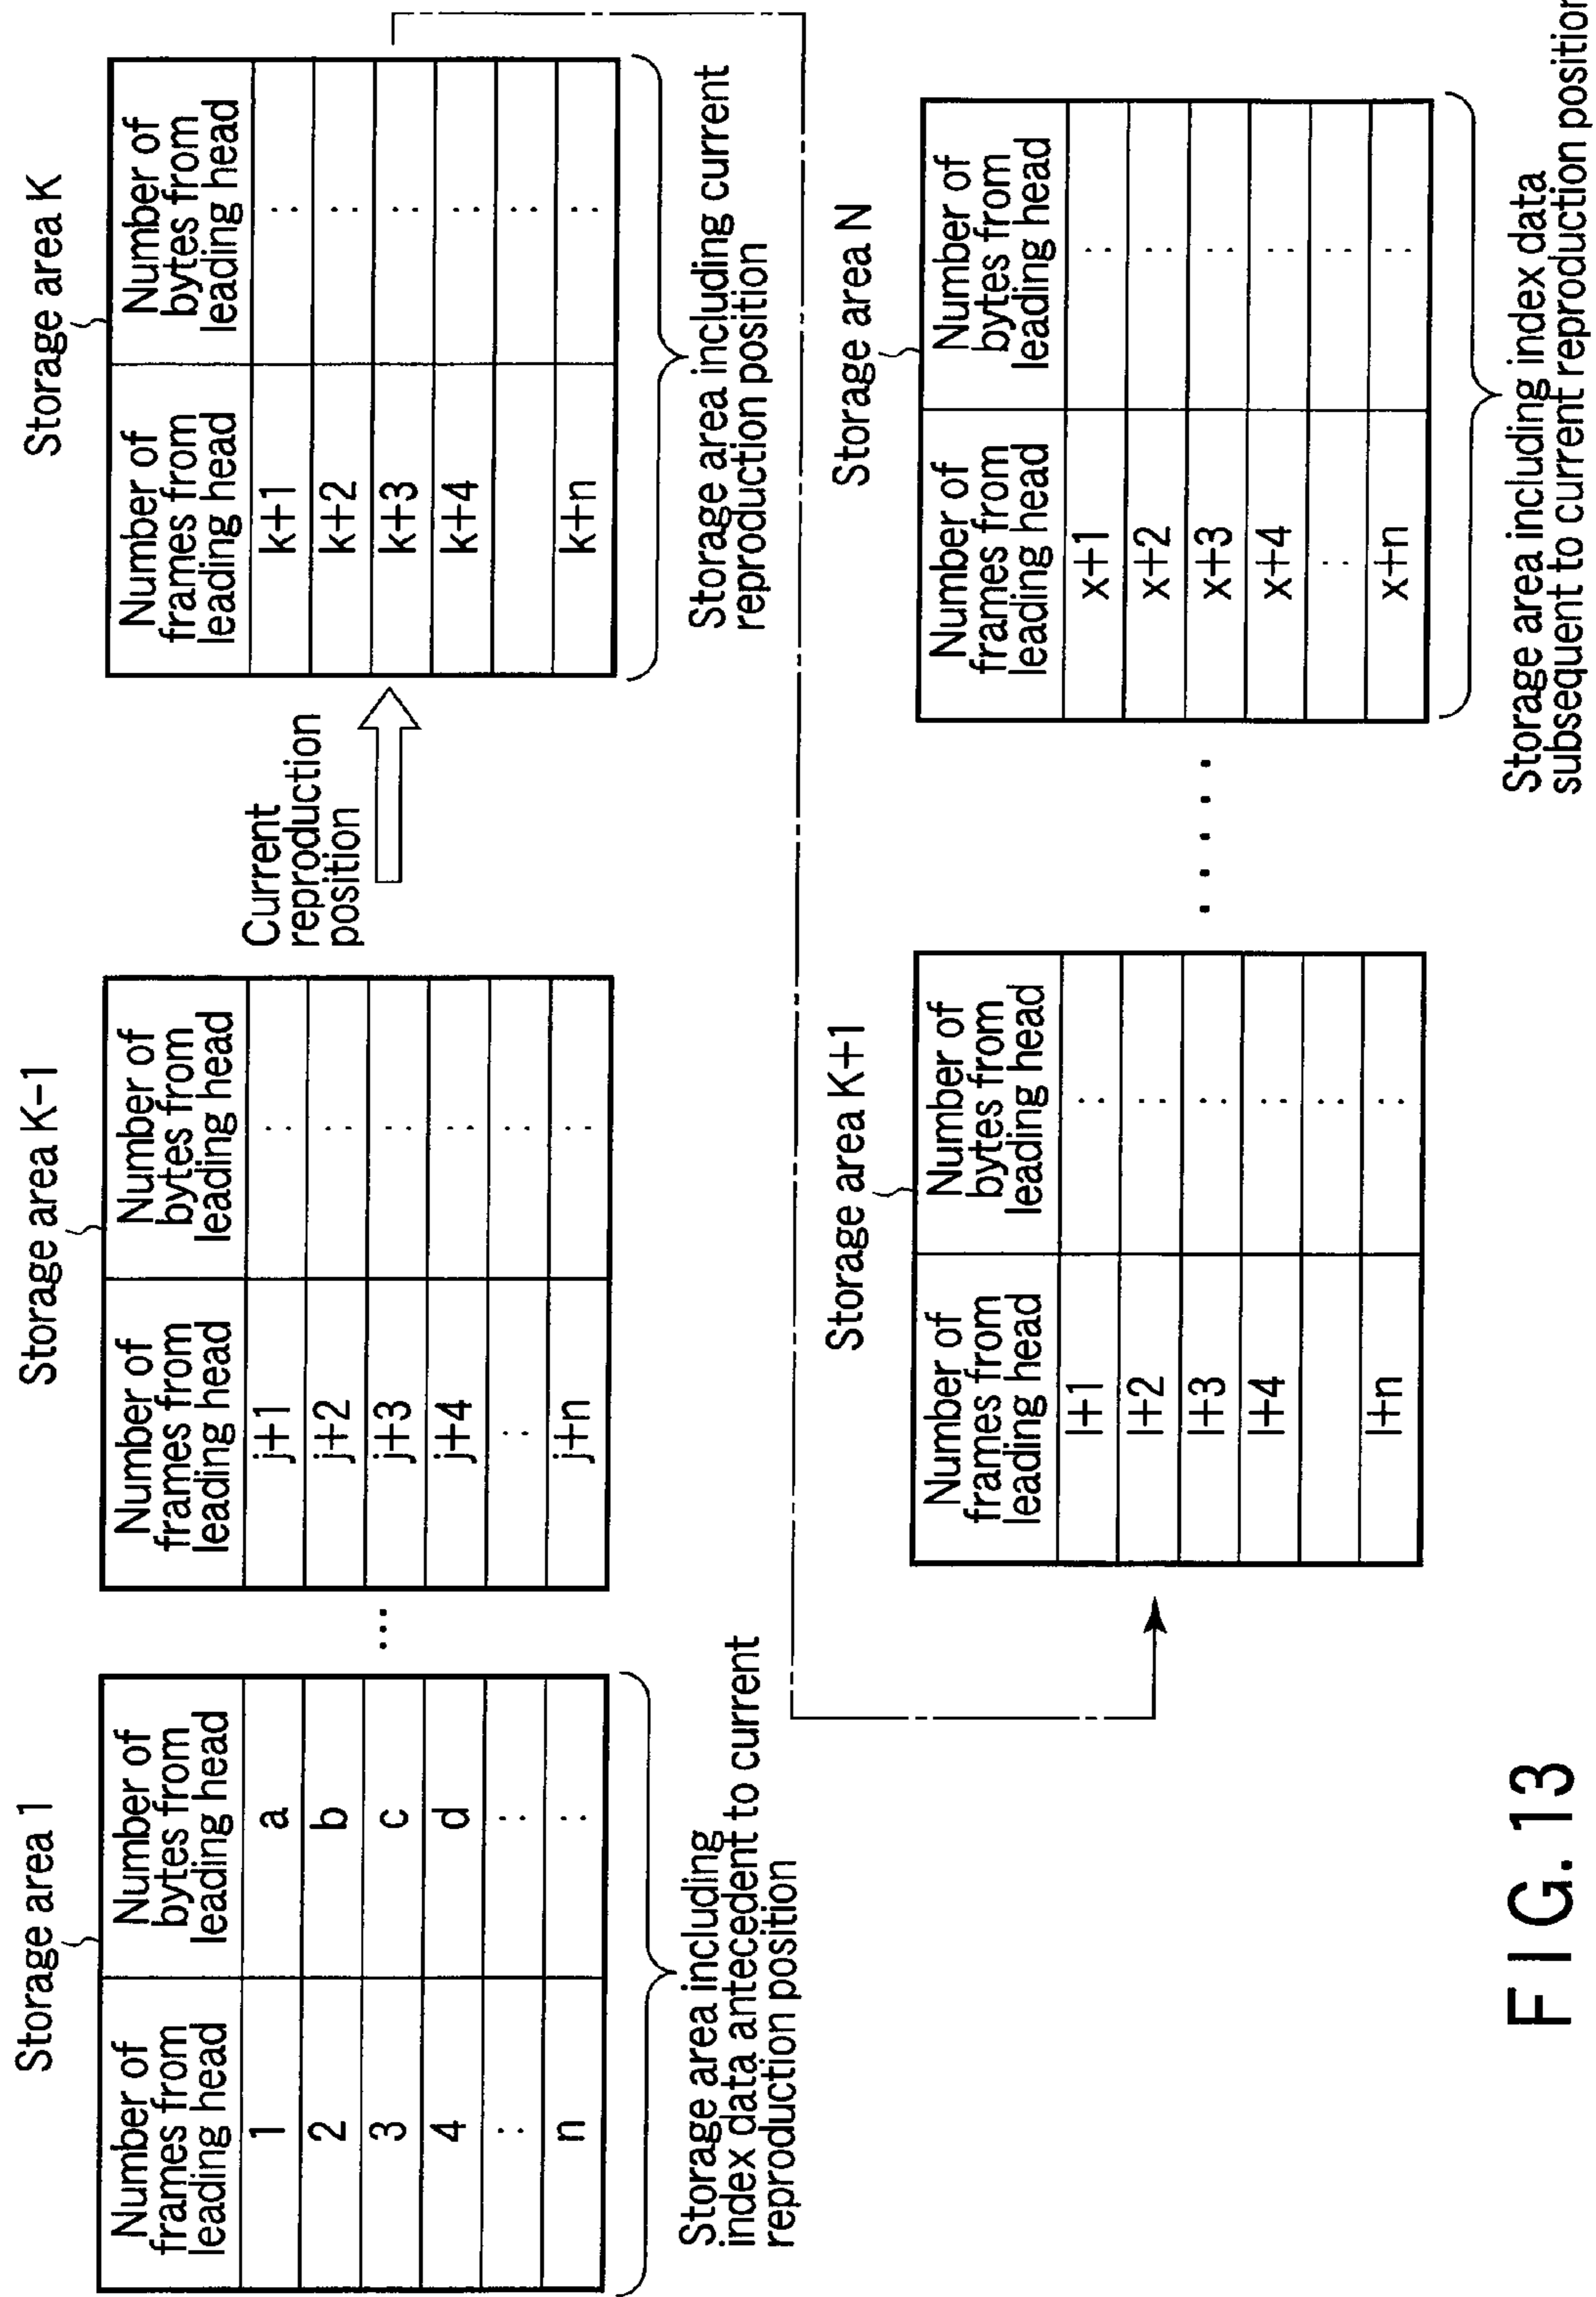 Storage area 1
Number of
frames from
leading head
Number of
bytes from
leading head
1
a
2
b
3
c
4
d
:
:
n
:
Storage area including
index data antecedent to current
reproduction position
...
Storage area K-1
Number of
frames from
leading head
Number of
bytes from
leading head
j+1
:
j+2
:
j+3
:
j+4
:
:
:
j+n
:
Current
reproduction
position
Storage area K
Number of
frames from
leading head
Number of
bytes from
leading head
k+1
:
k+2
:
k+3
:
k+4
:
:
k+n
:
Storage area including current
reproduction position
Storage area K+1
Number of
frames from
leading head
Number of
bytes from
leading head
l+1
:
l+2
:
l+3
:
l+4
:
:
l+n
:
.....
Storage area N
Number of
frames from
leading head
Number of
bytes from
leading head
x+1
:
x+2
:
x+3
:
x+4
:
:
:
x+n
:
Storage area including index data
subsequent to current reproduction position
FIG. 13